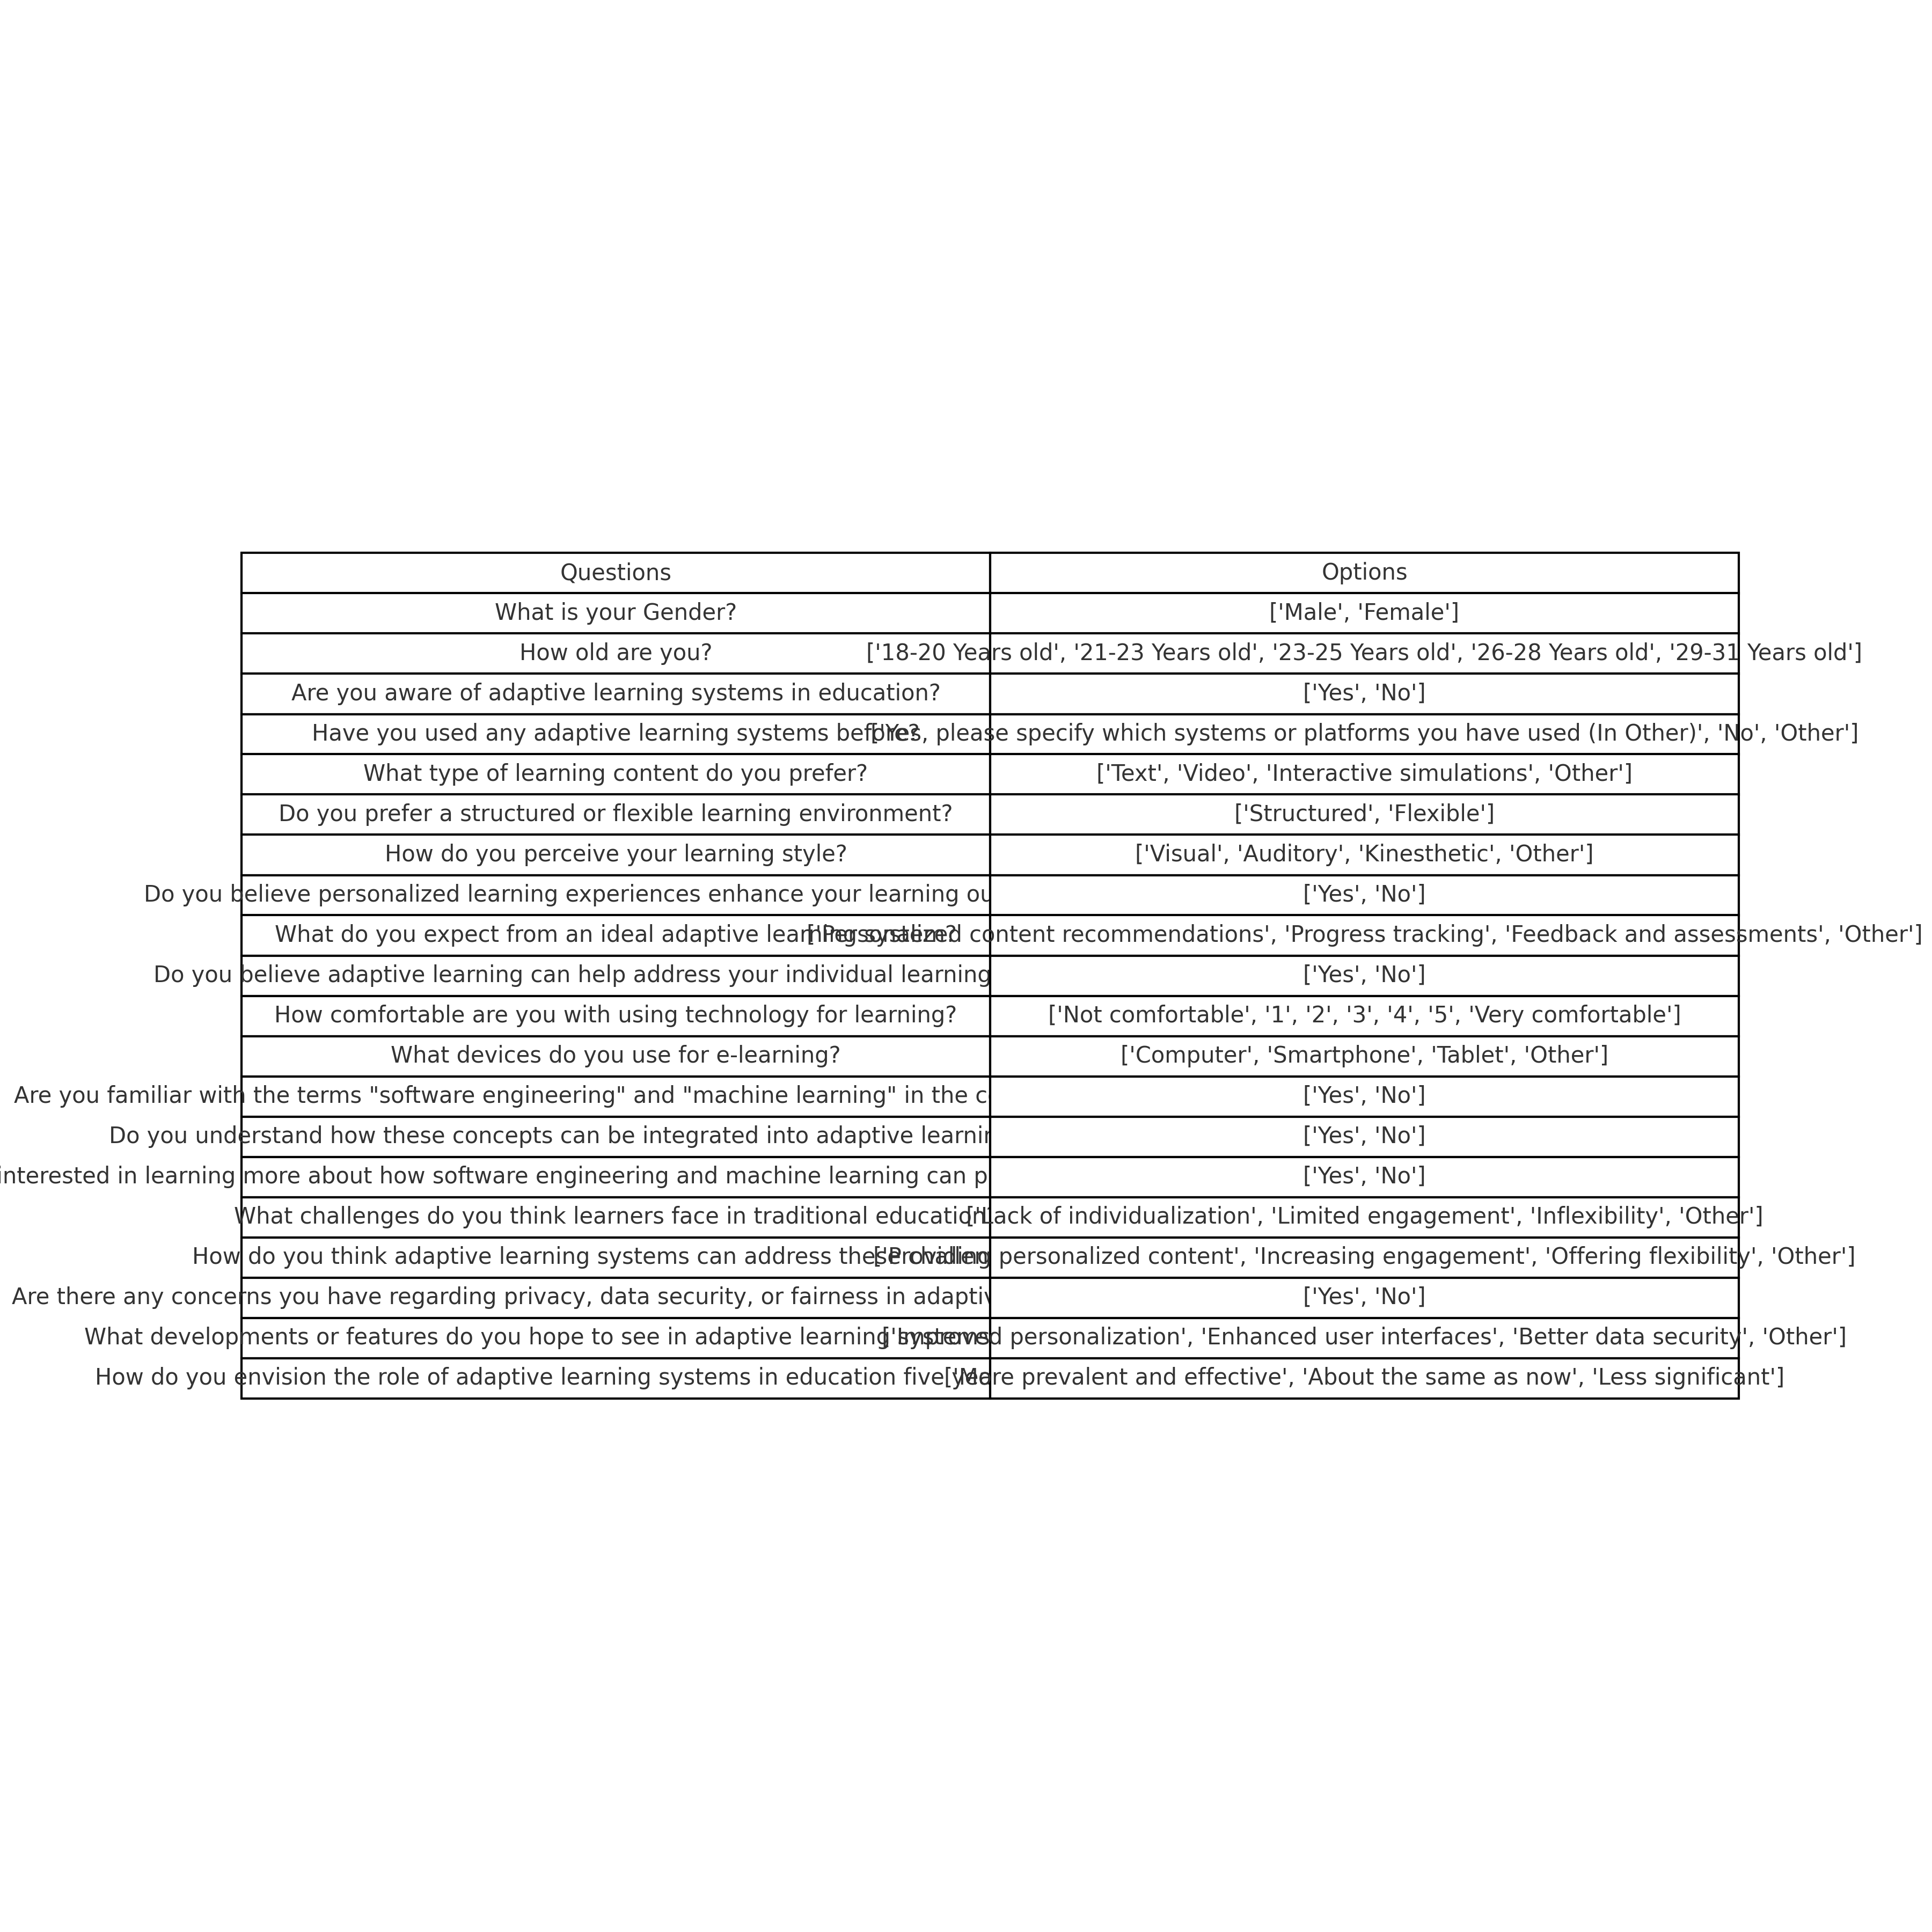 Questions Options
What is your Gender? ['Male', 'Female']
How old are you? ['18-20 Years old', '21-23 Years old', '23-25 Years old', '26-28 Years old', '29-31 Years old']
Are you aware of adaptive learning systems in education? ['Yes', 'No']
Have you used any adaptive learning systems before? ['Yes, please specify which systems or platforms you have used (In Other)', 'No', 'Other']
What type of learning content do you prefer? ['Text', 'Video', 'Interactive simulations', 'Other']
Do you prefer a structured or flexible learning environment? ['Structured', 'Flexible']
How do you perceive your learning style? ['Visual', 'Auditory', 'Kinesthetic', 'Other']
Do you believe personalized learning experiences enhance your learning ou ['Yes', 'No']
What do you expect from an ideal adaptive learning system? ['Personalized content recommendations', 'Progress tracking', 'Feedback and assessments', 'Other']
Do you believe adaptive learning can help address your individual learning ['Yes', 'No']
How comfortable are you with using technology for learning? ['Not comfortable', '1', '2', '3', '4', '5', 'Very comfortable']
What devices do you use for e-learning? ['Computer', 'Smartphone', 'Tablet', 'Other']
Are you familiar with the terms "software engineering" and "machine learning" in the c ['Yes', 'No']
Do you understand how these concepts can be integrated into adaptive learnin ['Yes', 'No']
interested in learning more about how software engineering and machine learning can p ['Yes', 'No']
What challenges do you think learners face in traditional education ['Lack of individualization', 'Limited engagement', 'Inflexibility', 'Other']
How do you think adaptive learning systems can address these challeng ['Providing personalized content', 'Increasing engagement', 'Offering flexibility', 'Other']
Are there any concerns you have regarding privacy, data security, or fairness in adaptiv ['Yes', 'No']
What developments or features do you hope to see in adaptive learning systems ['Improved personalization', 'Enhanced user interfaces', 'Better data security', 'Other']
How do you envision the role of adaptive learning systems in education five yea ['More prevalent and effective', 'About the same as now', 'Less significant']